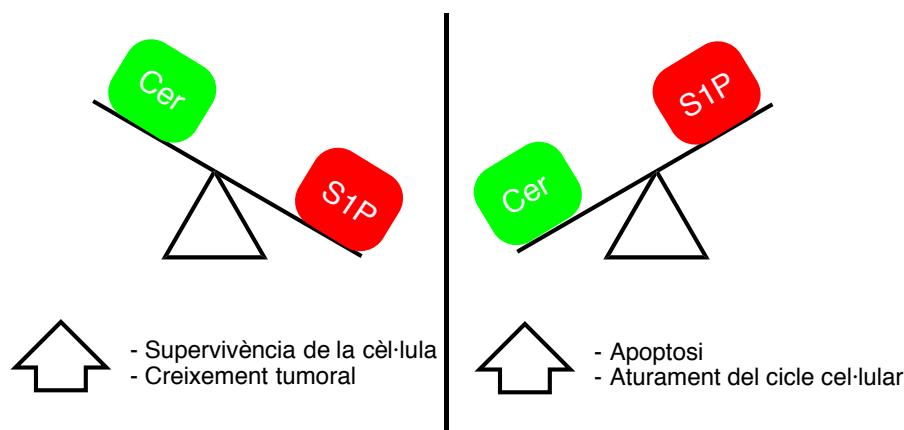 Cer
S1P
- Supervivència de la cèl·lula
- Creixement tumoral
S1P
Cer
- Apoptosi
- Aturament del cicle cel·lular